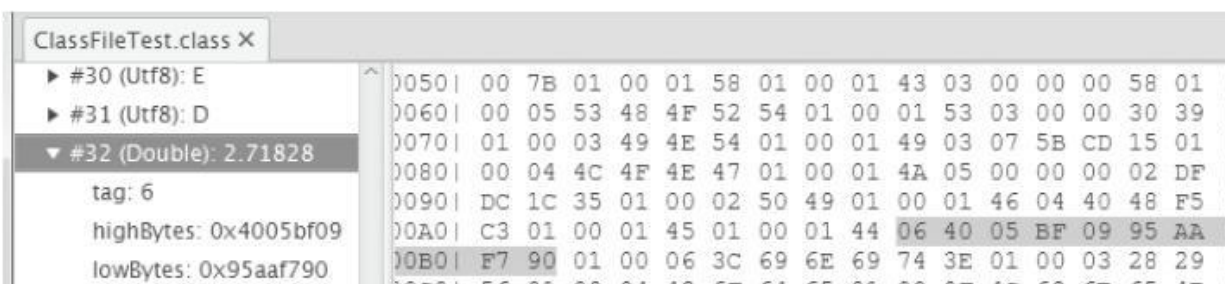 ClassFileTest.class ×
▶ #30 (Utf8): E
▶ #31 (Utf8): D
▼ #32 (Double): 2.71828
tag: 6
highBytes: 0x4005bf09
lowBytes: 0x95aaf790
0050| 00 7B 01 00 01 58 01 00 01 43 03 00 00 00 58 01
0060| 00 05 53 48 4F 52 54 01 00 01 53 03 00 00 30 39
0070| 01 00 03 49 4E 54 01 00 01 49 03 07 5B CD 15 01
0080| 00 04 4C 4F 4E 47 01 00 01 4A 05 00 00 00 02 DF
0090| DC 1C 35 01 00 02 50 49 01 00 01 46 04 40 48 F5
00A0| C3 01 00 01 45 01 00 01 44 06 40 05 BF 09 95 AA
00B0| F7 90 01 00 06 3C 69 6E 69 74 3E 01 00 03 28 29